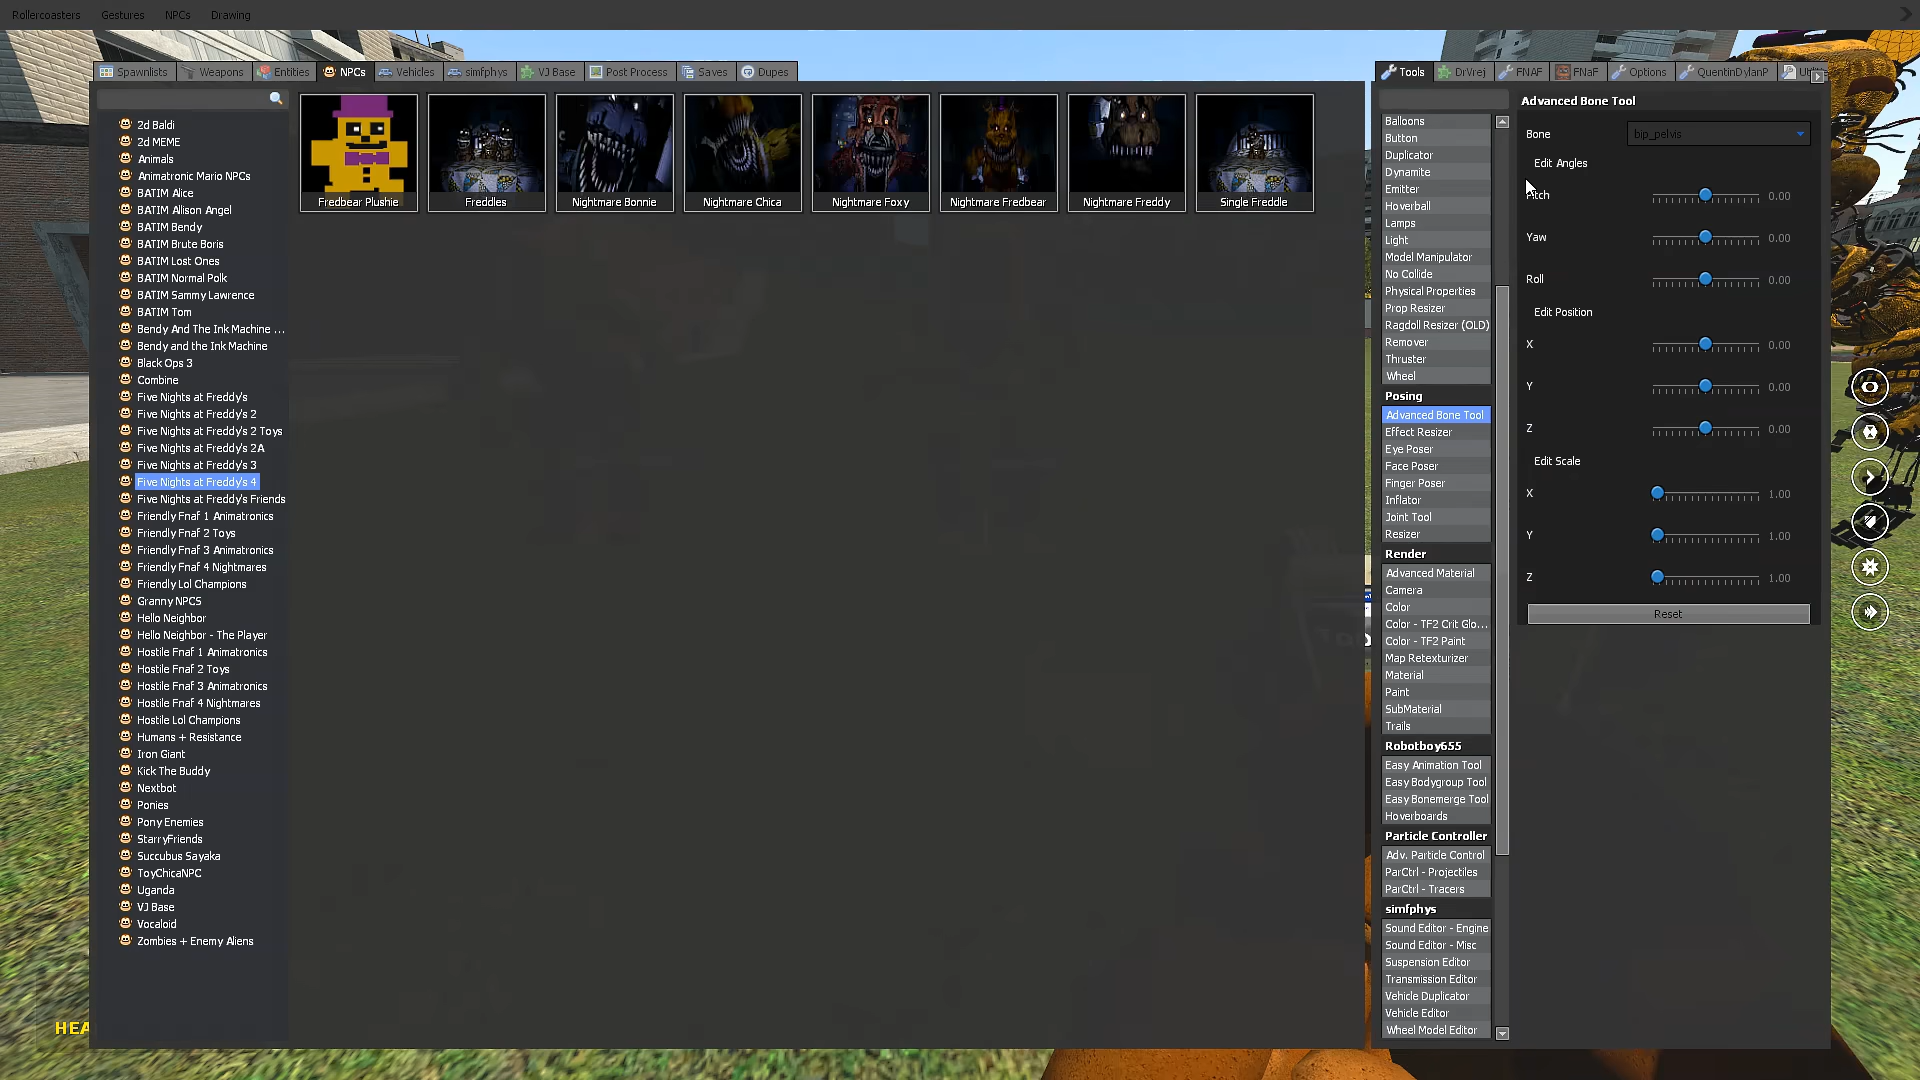 Rollercoasters Gestures NPCs Drawing
Spawnlists Weapons Entities NPCs Vehicles simfphys VJ Base Post Process Saves Dupes
Fredbear Plushie Freddles Nightmare Bonnie Nightmare Chica Nightmare Foxy Nightmare Fredbear Nightmare Freddy Single Freddle
2d Baldi
2d MEME
Animals
Animatronic Mario NPCs
BATIM Alice
BATIM Allison Angel
BATIM Bendy
BATIM Brute Boris
BATIM Lost Ones
BATIM Normal Polk
BATIM Sammy Lawrence
BATIM Tom
Bendy And The Ink Machine ...
Bendy and the Ink Machine
Black Ops 3
Combine
Five Nights at Freddy's
Five Nights at Freddy's 2
Five Nights at Freddy's 2 Toys
Five Nights at Freddy's 2A
Five Nights at Freddy's 3
Five Nights at Freddy's 4
Five Nights at Freddy's Friends
Friendly Fnaf 1 Animatronics
Friendly Fnaf 2 Toys
Friendly Fnaf 3 Animatronics
Friendly Fnaf 4 Nightmares
Friendly Lol Champions
Granny NPCS
Hello Neighbor
Hello Neighbor - The Player
Hostile Fnaf 1 Animatronics
Hostile Fnaf 2 Toys
Hostile Fnaf 3 Animatronics
Hostile Fnaf 4 Nightmares
Hostile Lol Champions
Humans + Resistance
Iron Giant
Kick The Buddy
Nextbot
Ponies
Pony Enemies
StarryFriends
Succubus Sayaka
ToyChicaNPC
Uganda
VJ Base
Vocaloid
Zombies + Enemy Aliens
HEA
Tools DrVrej FNAF FNaF Options QuentinDylanP
Balloons
Button
Duplicator
Dynamite
Emitter
Hoverball
Lamps
Light
Model Manipulator
No Collide
Physical Properties
Prop Resizer
Ragdoll Resizer (OLD)
Remover
Thruster
Wheel
Posing
Advanced Bone Tool
Effect Resizer
Eye Poser
Face Poser
Finger Poser
Inflator
Joint Tool
Resizer
Render
Advanced Material
Camera
Color
Color - TF2 Crit Glo...
Color - TF2 Paint
Map Retexturizer
Material
Paint
SubMaterial
Trails
Robotboy655
Easy Animation Tool
Easy Bodygroup Tool
Easy Bonemerge Tool
Hoverboards
Particle Controller
Adv. Particle Control
ParCtrl - Projectiles
ParCtrl - Tracers
simfphys
Sound Editor - Engine
Sound Editor - Misc
Suspension Editor
Transmission Editor
Vehicle Duplicator
Vehicle Editor
Wheel Model Editor
Advanced Bone Tool
Bone bip_pelvis
Edit Angles
Pitch 0.00
Yaw 0.00
Roll 0.00
Edit Position
X 0.00
Y 0.00
Z 0.00
Edit Scale
X 1.00
Y 1.00
Z 1.00
Reset